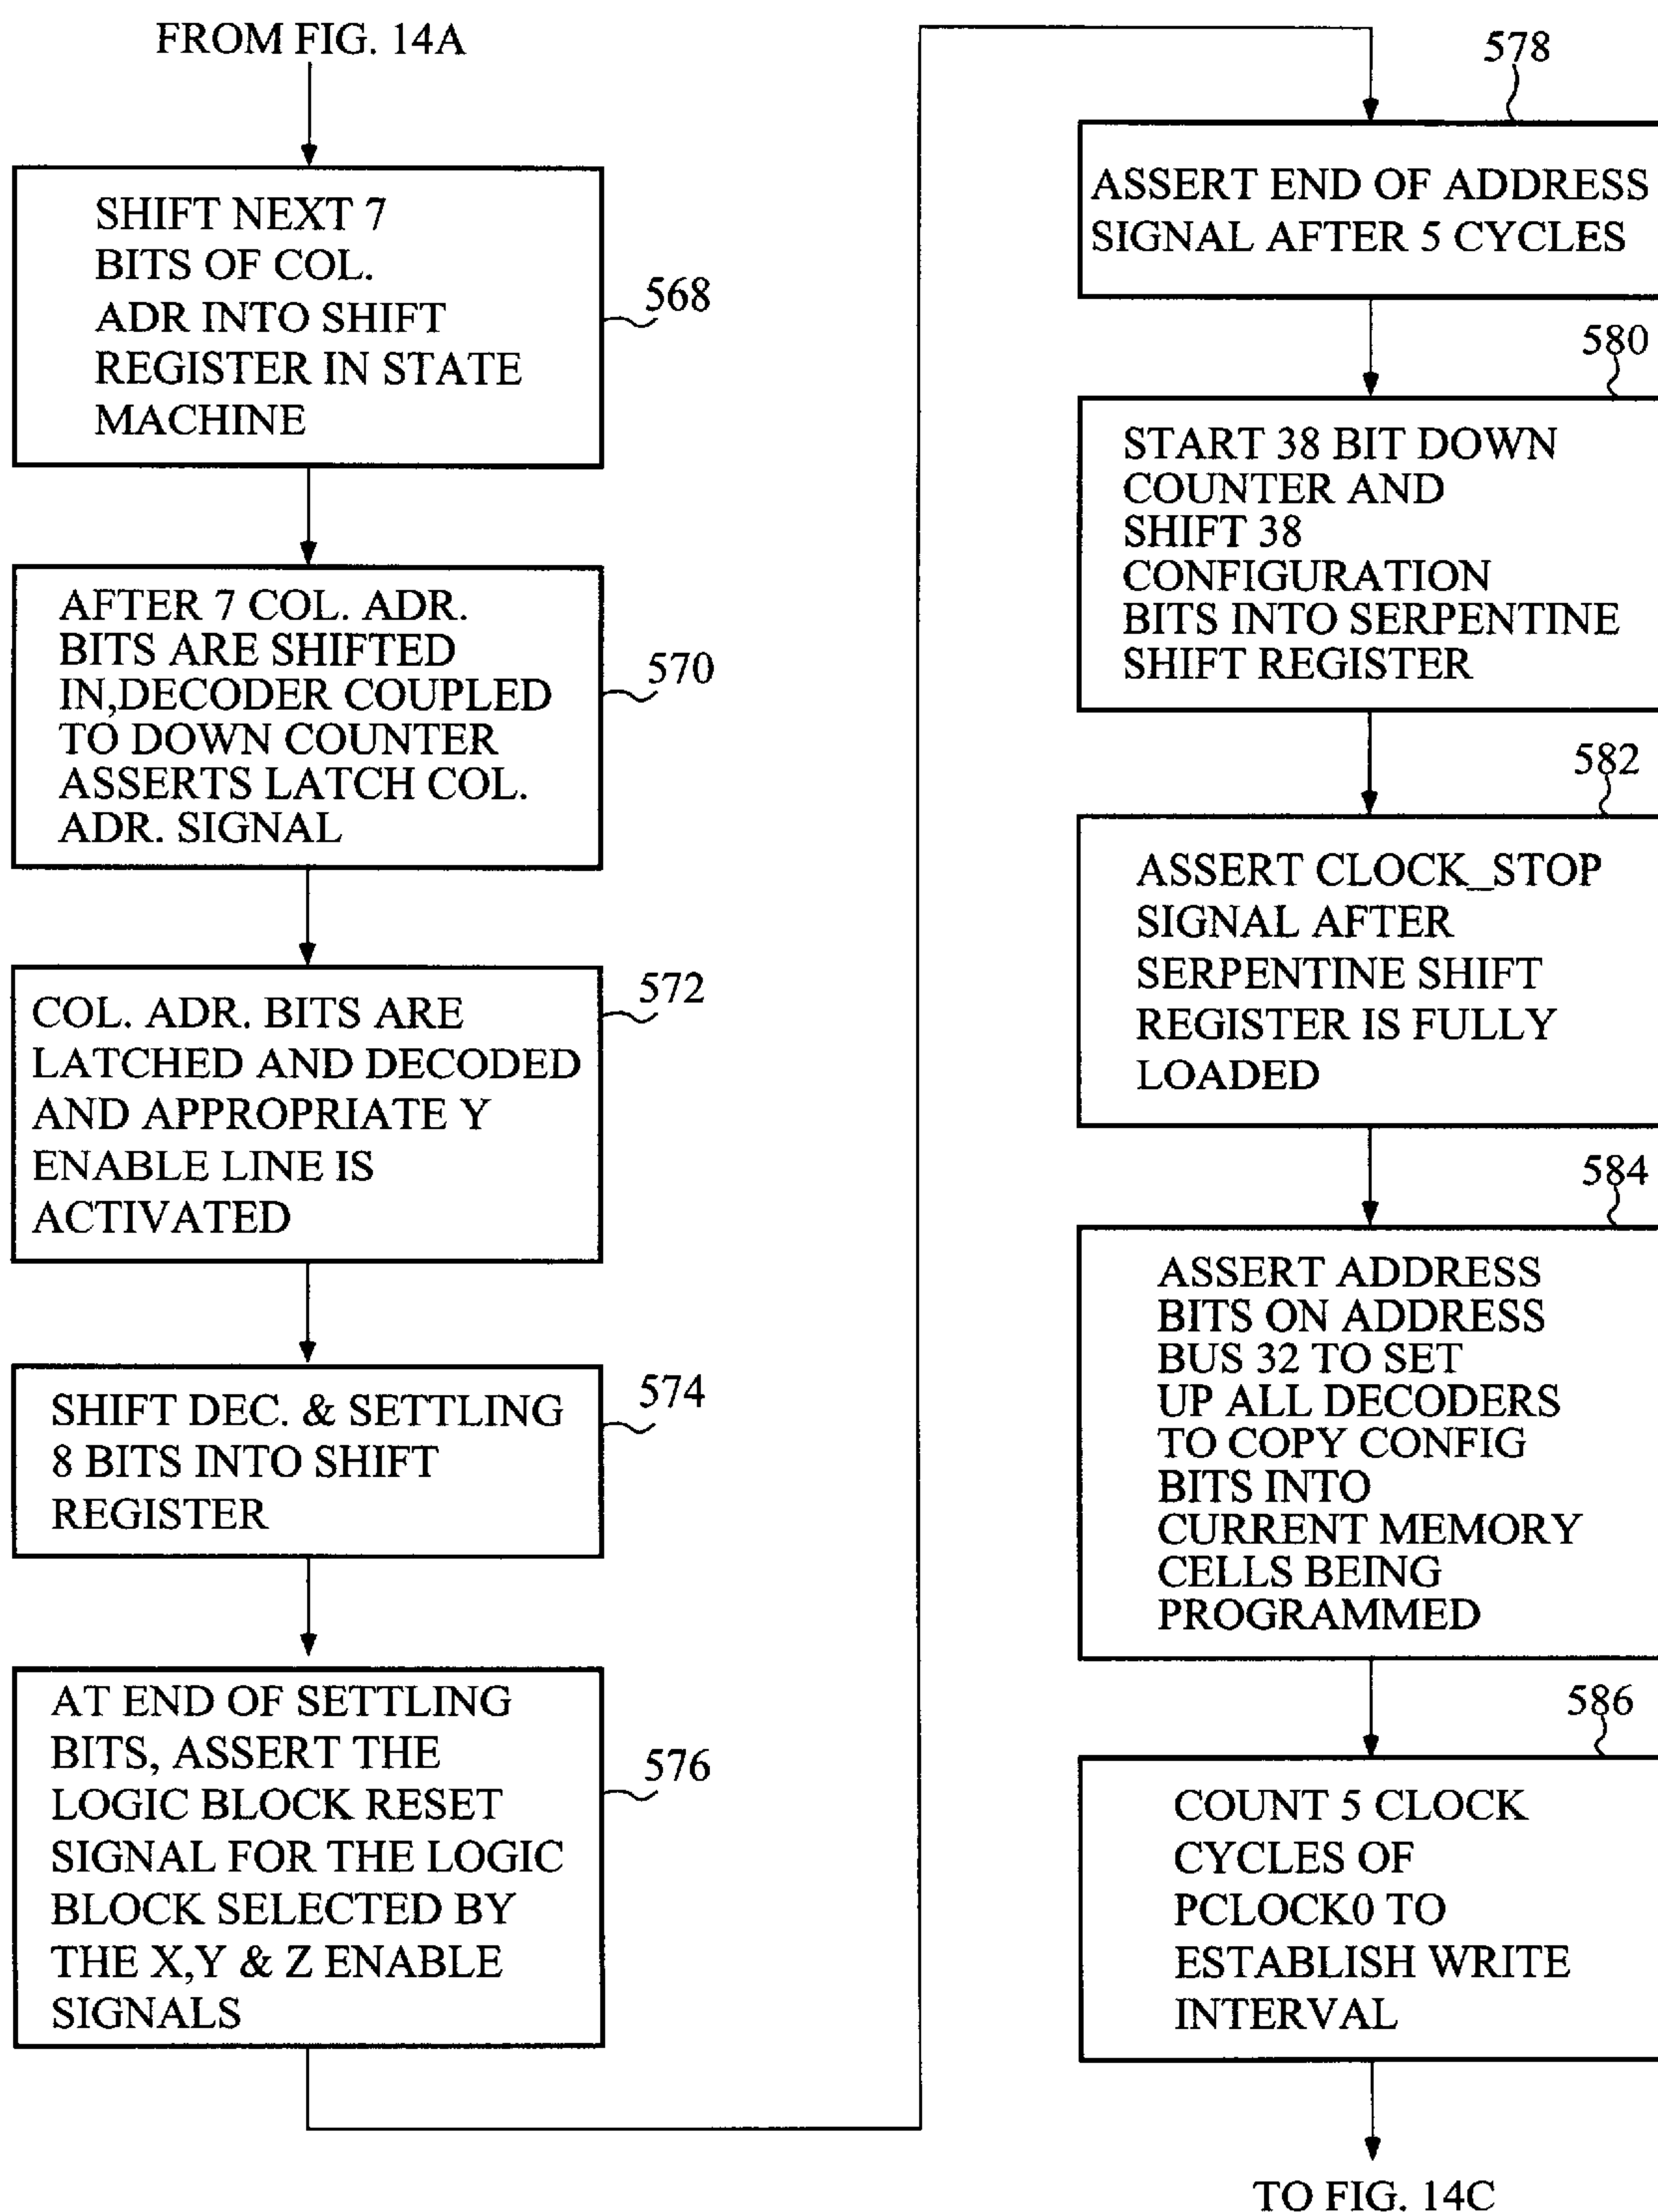 FROM FIG. 14A
SHIFT NEXT 7
BITS OF COL.
ADR INTO SHIFT
REGISTER IN STATE
MACHINE
568
AFTER 7 COL. ADR.
BITS ARE SHIFTED
IN,DECODER COUPLED
TO DOWN COUNTER
ASSERTS LATCH COL.
ADR. SIGNAL
570
COL. ADR. BITS ARE
LATCHED AND DECODED
AND APPROPRIATE Y
ENABLE LINE IS
ACTIVATED
572
SHIFT DEC. & SETTLING
8 BITS INTO SHIFT
REGISTER
574
AT END OF SETTLING
BITS, ASSERT THE
LOGIC BLOCK RESET
SIGNAL FOR THE LOGIC
BLOCK SELECTED BY
THE X,Y & Z ENABLE
SIGNALS
576
578
ASSERT END OF ADDRESS
SIGNAL AFTER 5 CYCLES
580
START 38 BIT DOWN
COUNTER AND
SHIFT 38
CONFIGURATION
BITS INTO SERPENTINE
SHIFT REGISTER
582
ASSERT CLOCK_STOP
SIGNAL AFTER
SERPENTINE SHIFT
REGISTER IS FULLY
LOADED
584
ASSERT ADDRESS
BITS ON ADDRESS
BUS 32 TO SET
UP ALL DECODERS
TO COPY CONFIG
BITS INTO
CURRENT MEMORY
CELLS BEING
PROGRAMMED
586
COUNT 5 CLOCK
CYCLES OF
PCLOCK0 TO
ESTABLISH WRITE
INTERVAL
TO FIG. 14C